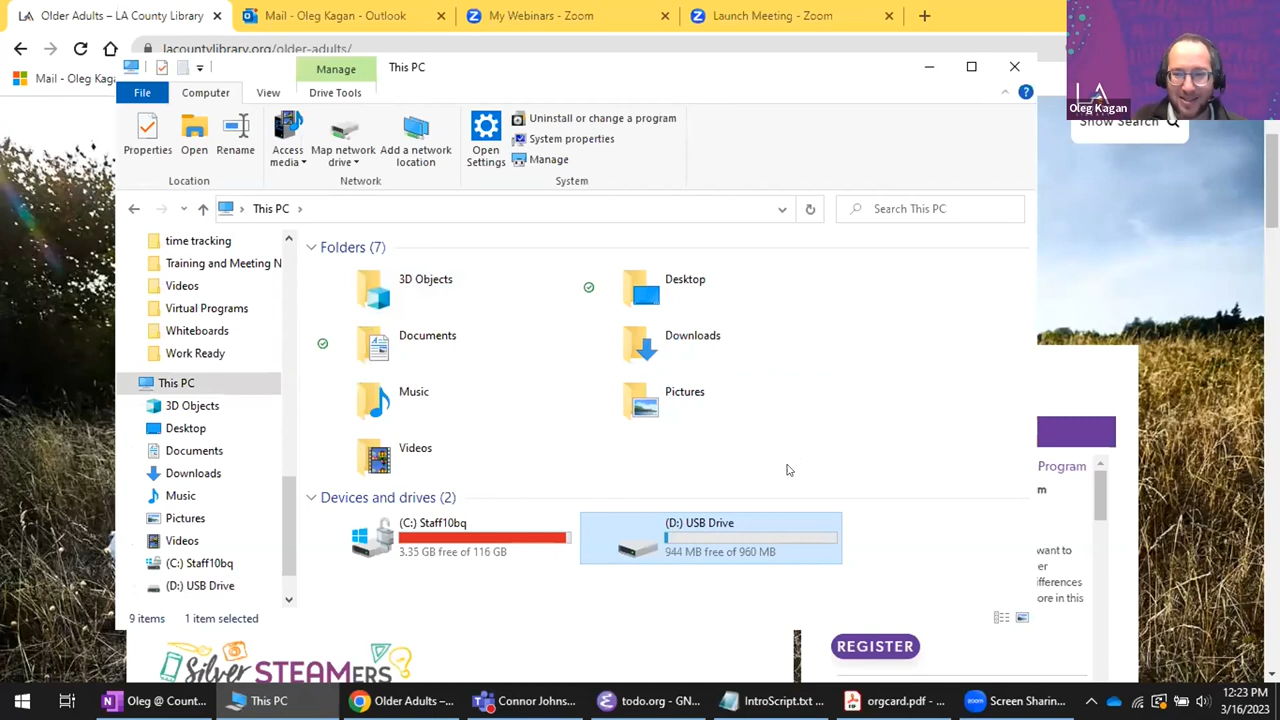 Older Adults – LA County Library
Mail - Oleg Kagan - Outlook
My Webinars - Zoom
Launch Meeting - Zoom
lacountylibrary.org/older-adults/
Mail - Oleg Kaga
This PC
Manage
File
Computer
View
Drive Tools
Properties
Open
Rename
Location
Access media
Map network drive
Add a network location
Network
Open Settings
Uninstall or change a program
System properties
Manage
System
This PC
Search This PC
time tracking
Training and Meeting N
Videos
Virtual Programs
Whiteboards
Work Ready
This PC
3D Objects
Desktop
Documents
Downloads
Music
Pictures
Videos
(C:) Staff10bq
(D:) USB Drive
Folders (7)
3D Objects
Desktop
Documents
Downloads
Music
Pictures
Videos
Devices and drives (2)
(C:) Staff10bq
3.35 GB free of 116 GB
(D:) USB Drive
944 MB free of 960 MB
9 items
1 item selected
LA
Oleg Kagan
Show Search
Program
m
want to
er
ifferences
ore in this
REGISTER
Silver STEAMERS?
Oleg @ Count...
This PC
Older Adults –...
Connor Johns...
todo.org – GN...
IntroScript.txt ...
orgcard.pdf - ...
Screen Sharin...
12:23 PM
3/16/2023